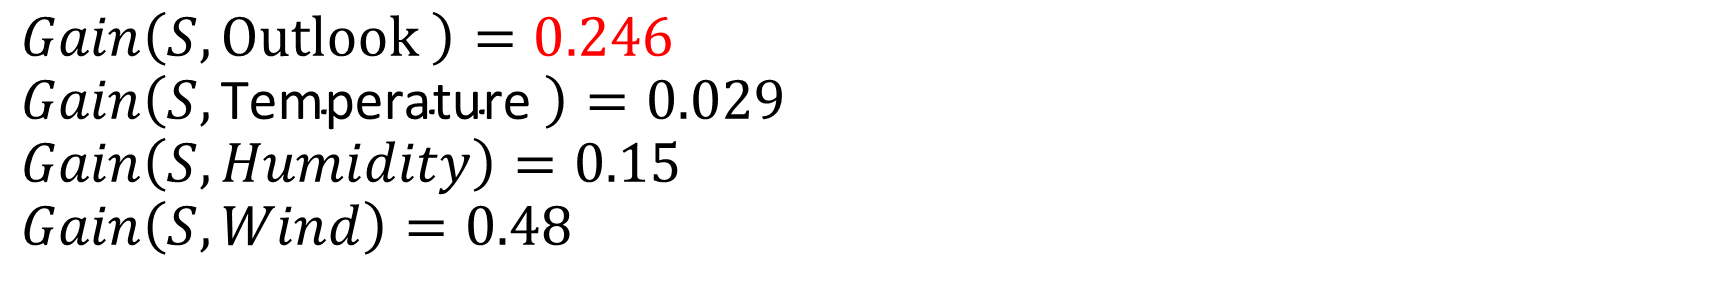 Gain(S, Outlook ) = 0.246
Gain(S, Temperature ) = 0.029
Gain(S, Humidity) = 0.15
Gain(S, Wind) = 0.48